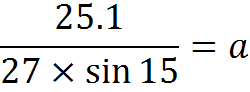 25.1
27 × sin 15 = a